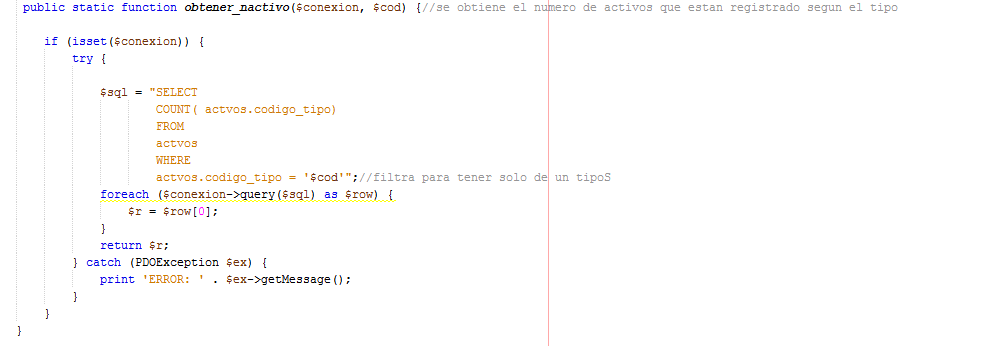 public static function obtener_nactivo($conexion, $cod) {//se obtiene el numero de activos que estan registrado segun el tipo
if (isset($conexion)) {
try {
$sql = "SELECT
COUNT( actvos.codigo_tipo)
FROM
actvos
WHERE
actvos.codigo_tipo = '$cod'";//filtra para tener solo de un tipoS
foreach ($conexion->query($sql) as $row) {
$r = $row[0];
}
return $r;
} catch (PDOException $ex) {
print 'ERROR: ' . $ex->getMessage();
}
}
}